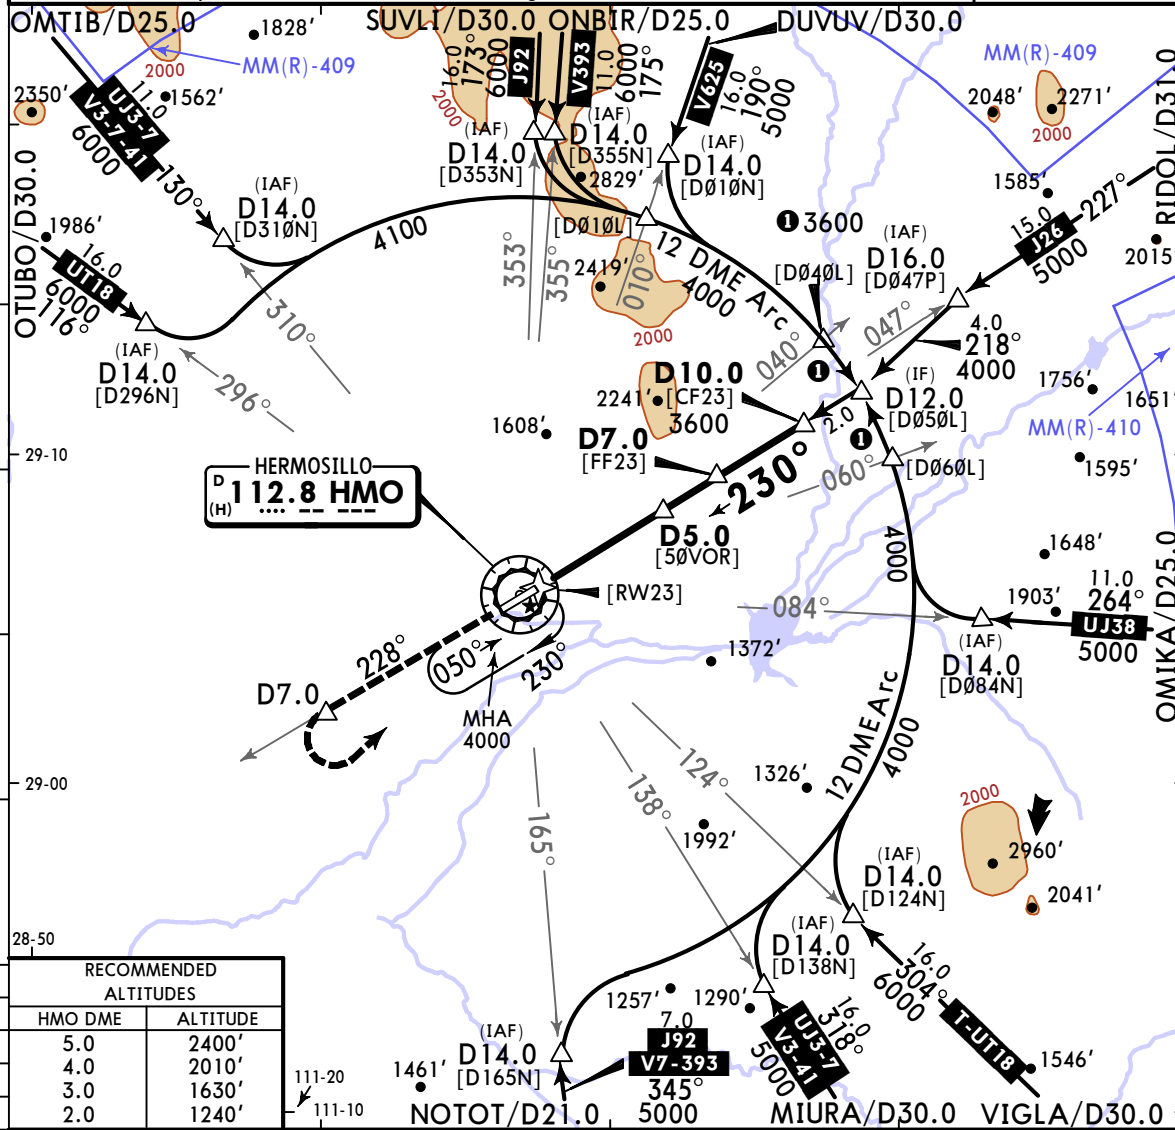 OMTIB/D25.0
SUVLI/D30.0
ONBIR/D25.0
DUVUV/D30.0
1828'
MM(R)-409
2000
2350'
1562'
11.0
UJ3-7
V3-7-41
6000
130°
(IAF)
D14.0
[D310N]
OTUBO/D30.0
1986'
16.0
UT18
6000
116°
(IAF)
D14.0
[D296N]
310°
296°
4100
2000
16.0
173°
6000
J92
V393
11.0
6000
175°
(IAF)
D14.0
[D353N]
(IAF)
D14.0
[D355N]
2829'
V625
16.0
190°
5000
(IAF)
D14.0
[DØ1ØN]
[DØ1ØL]
353°
355°
010°
2419'
2000
12 DME Arc
4000
1 3600
MM(R)-409
2048'
2271'
2000
1585'
RIDOL/D31.0
227°
15.0
J26
5000
2015
(IAF)
D16.0
[DØ47P]
[DØ40L]
047°
040°
1
4.0
218°
4000
1756'
1651'
MM(R)-410
1595'
(IF)
D12.0
[DØ5ØL]
2.0
1
060°
[DØ6ØL]
D10.0
[CF23]
3600
2241'
1608'
D7.0
[FF23]
230°
D5.0
[5ØVOR]
29-10
HERMOSILLO
D
(H)
112.8 HMO
[RW23]
4000
1648'
1903'
11.0
264°
UJ38
5000
OMIKA/D25.0
084°
(IAF)
D14.0
[DØ84N]
1372'
228°
050°
230°
D7.0
MHA
4000
29-00
165°
138°
124°
1326'
1992'
12 DME Arc
4000
2000
2960'
2041'
(IAF)
D14.0
[D124N]
(IAF)
D14.0
[D138N]
16.0
304°
6000
T-UT18
1546'
VIGLA/D30.0
16.0
318°
UJ3-7
V3-41
5000
MIURA/D30.0
1257'
1290'
7.0
J92
V7-393
345°
5000
(IAF)
D14.0
[D165N]
1461'
NOTOT/D21.0
28-50
RECOMMENDED
ALTITUDES
HMO DME ALTITUDE
5.0 2400'
4.0 2010'
3.0 1630'
2.0 1240'
111-20
111-10